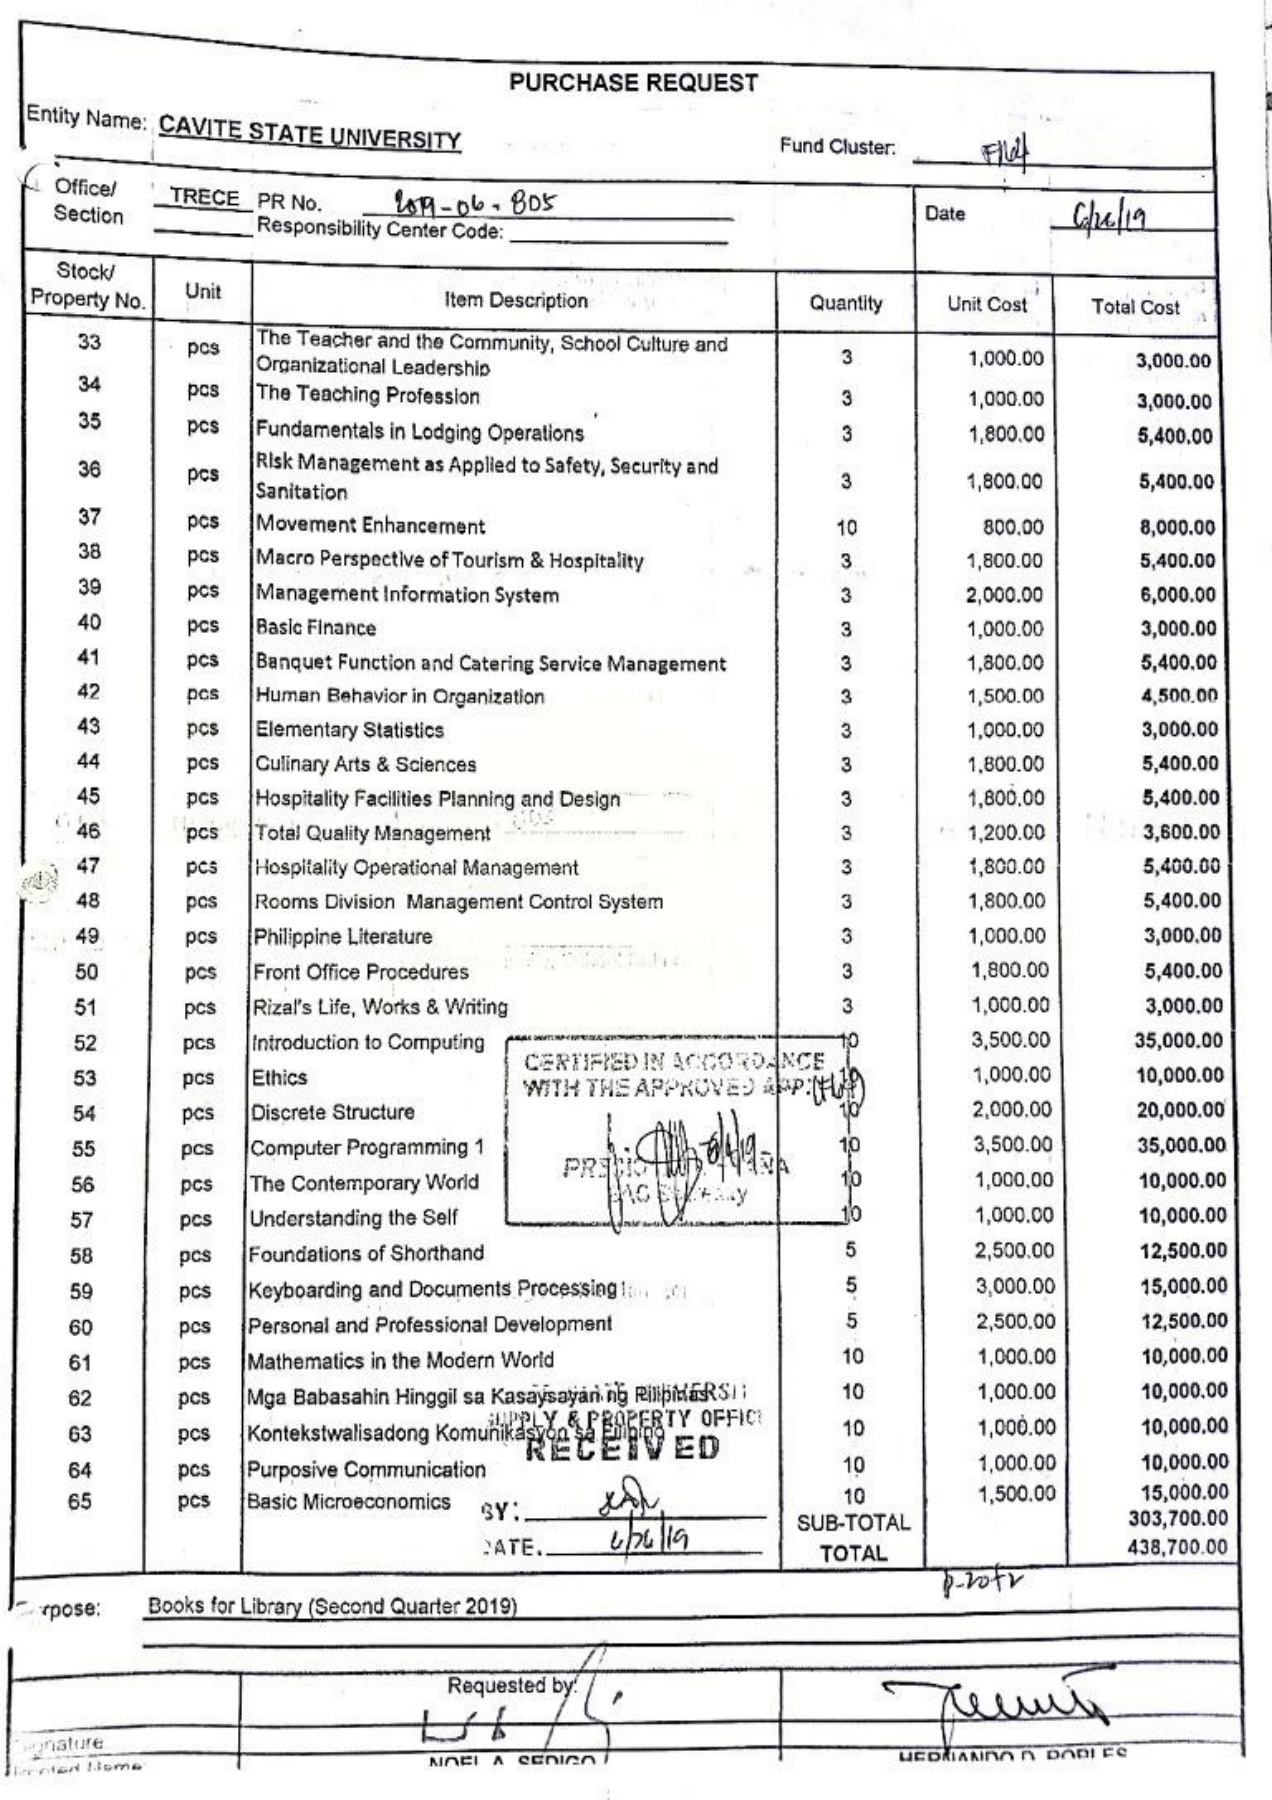 PURCHASE REQUEST
Entity Name: CAVITE STATE UNIVERSITY
Fund Cluster:
Office/ Section TRECE PR No. 2019-06-805
Responsibility Center Code:
Date 6/26/19
Stock/ Property No. Unit Item Description Quantity Unit Cost Total Cost
33 pcs The Teacher and the Community, School Culture and Organizational Leadership 3 1,000.00 3,000.00
34 pcs The Teaching Profession 3 1,000.00 3,000.00
35 pcs Fundamentals in Lodging Operations 3 1,800.00 5,400.00
36 pcs Risk Management as Applied to Safety, Security and Sanitation 3 1,800.00 5,400.00
37 pcs Movement Enhancement 10 800.00 8,000.00
38 pcs Macro Perspective of Tourism & Hospitality 3 1,800.00 5,400.00
39 pcs Management Information System 3 2,000.00 6,000.00
40 pcs Basic Finance 3 1,000.00 3,000.00
41 pcs Banquet Function and Catering Service Management 3 1,800.00 5,400.00
42 pcs Human Behavior in Organization 3 1,500.00 4,500.00
43 pcs Elementary Statistics 3 1,000.00 3,000.00
44 pcs Culinary Arts & Sciences 3 1,800.00 5,400.00
45 pcs Hospitality Facilities Planning and Design 3 1,800.00 5,400.00
46 pcs Total Quality Management 3 1,200.00 3,600.00
47 pcs Hospitality Operational Management 3 1,800.00 5,400.00
48 pcs Rooms Division Management Control System 3 1,800.00 5,400.00
49 pcs Philippine Literature 3 1,000.00 3,000.00
50 pcs Front Office Procedures 3 1,800.00 5,400.00
51 pcs Rizal's Life, Works & Writing 3 1,000.00 3,000.00
52 pcs Introduction to Computing 10 3,500.00 35,000.00
53 pcs Ethics 10 1,000.00 10,000.00
54 pcs Discrete Structure 10 2,000.00 20,000.00
55 pcs Computer Programming 1 10 3,500.00 35,000.00
56 pcs The Contemporary World 10 1,000.00 10,000.00
57 pcs Understanding the Self 10 1,000.00 10,000.00
CERTIFIED IN ACCORDANCE
WITH THE APPROVED APP.
58 pcs Foundations of Shorthand 5 2,500.00 12,500.00
59 pcs Keyboarding and Documents Processing 5 3,000.00 15,000.00
60 pcs Personal and Professional Development 5 2,500.00 12,500.00
61 pcs Mathematics in the Modern World 10 1,000.00 10,000.00
62 pcs Mga Babasahin Hinggil sa Kasaysayan ng Pilipinas 10 1,000.00 10,000.00
63 pcs Kontekstwalisadong Komunikasyon sa Filipino 10 1,000.00 10,000.00
64 pcs Purposive Communication 10 1,000.00 10,000.00
65 pcs Basic Microeconomics 10 1,500.00 15,000.00
SUPPLY & PROPERTY OFFICE
RECEIVED
BY:
DATE. 6/26/19
SUB-TOTAL 303,700.00
TOTAL 438,700.00
p-2of2
Purpose: Books for Library (Second Quarter 2019)
Requested by:
Signature
Printed Name:
NOEL A. SEDIGO
HERNANDO D. ROBLES